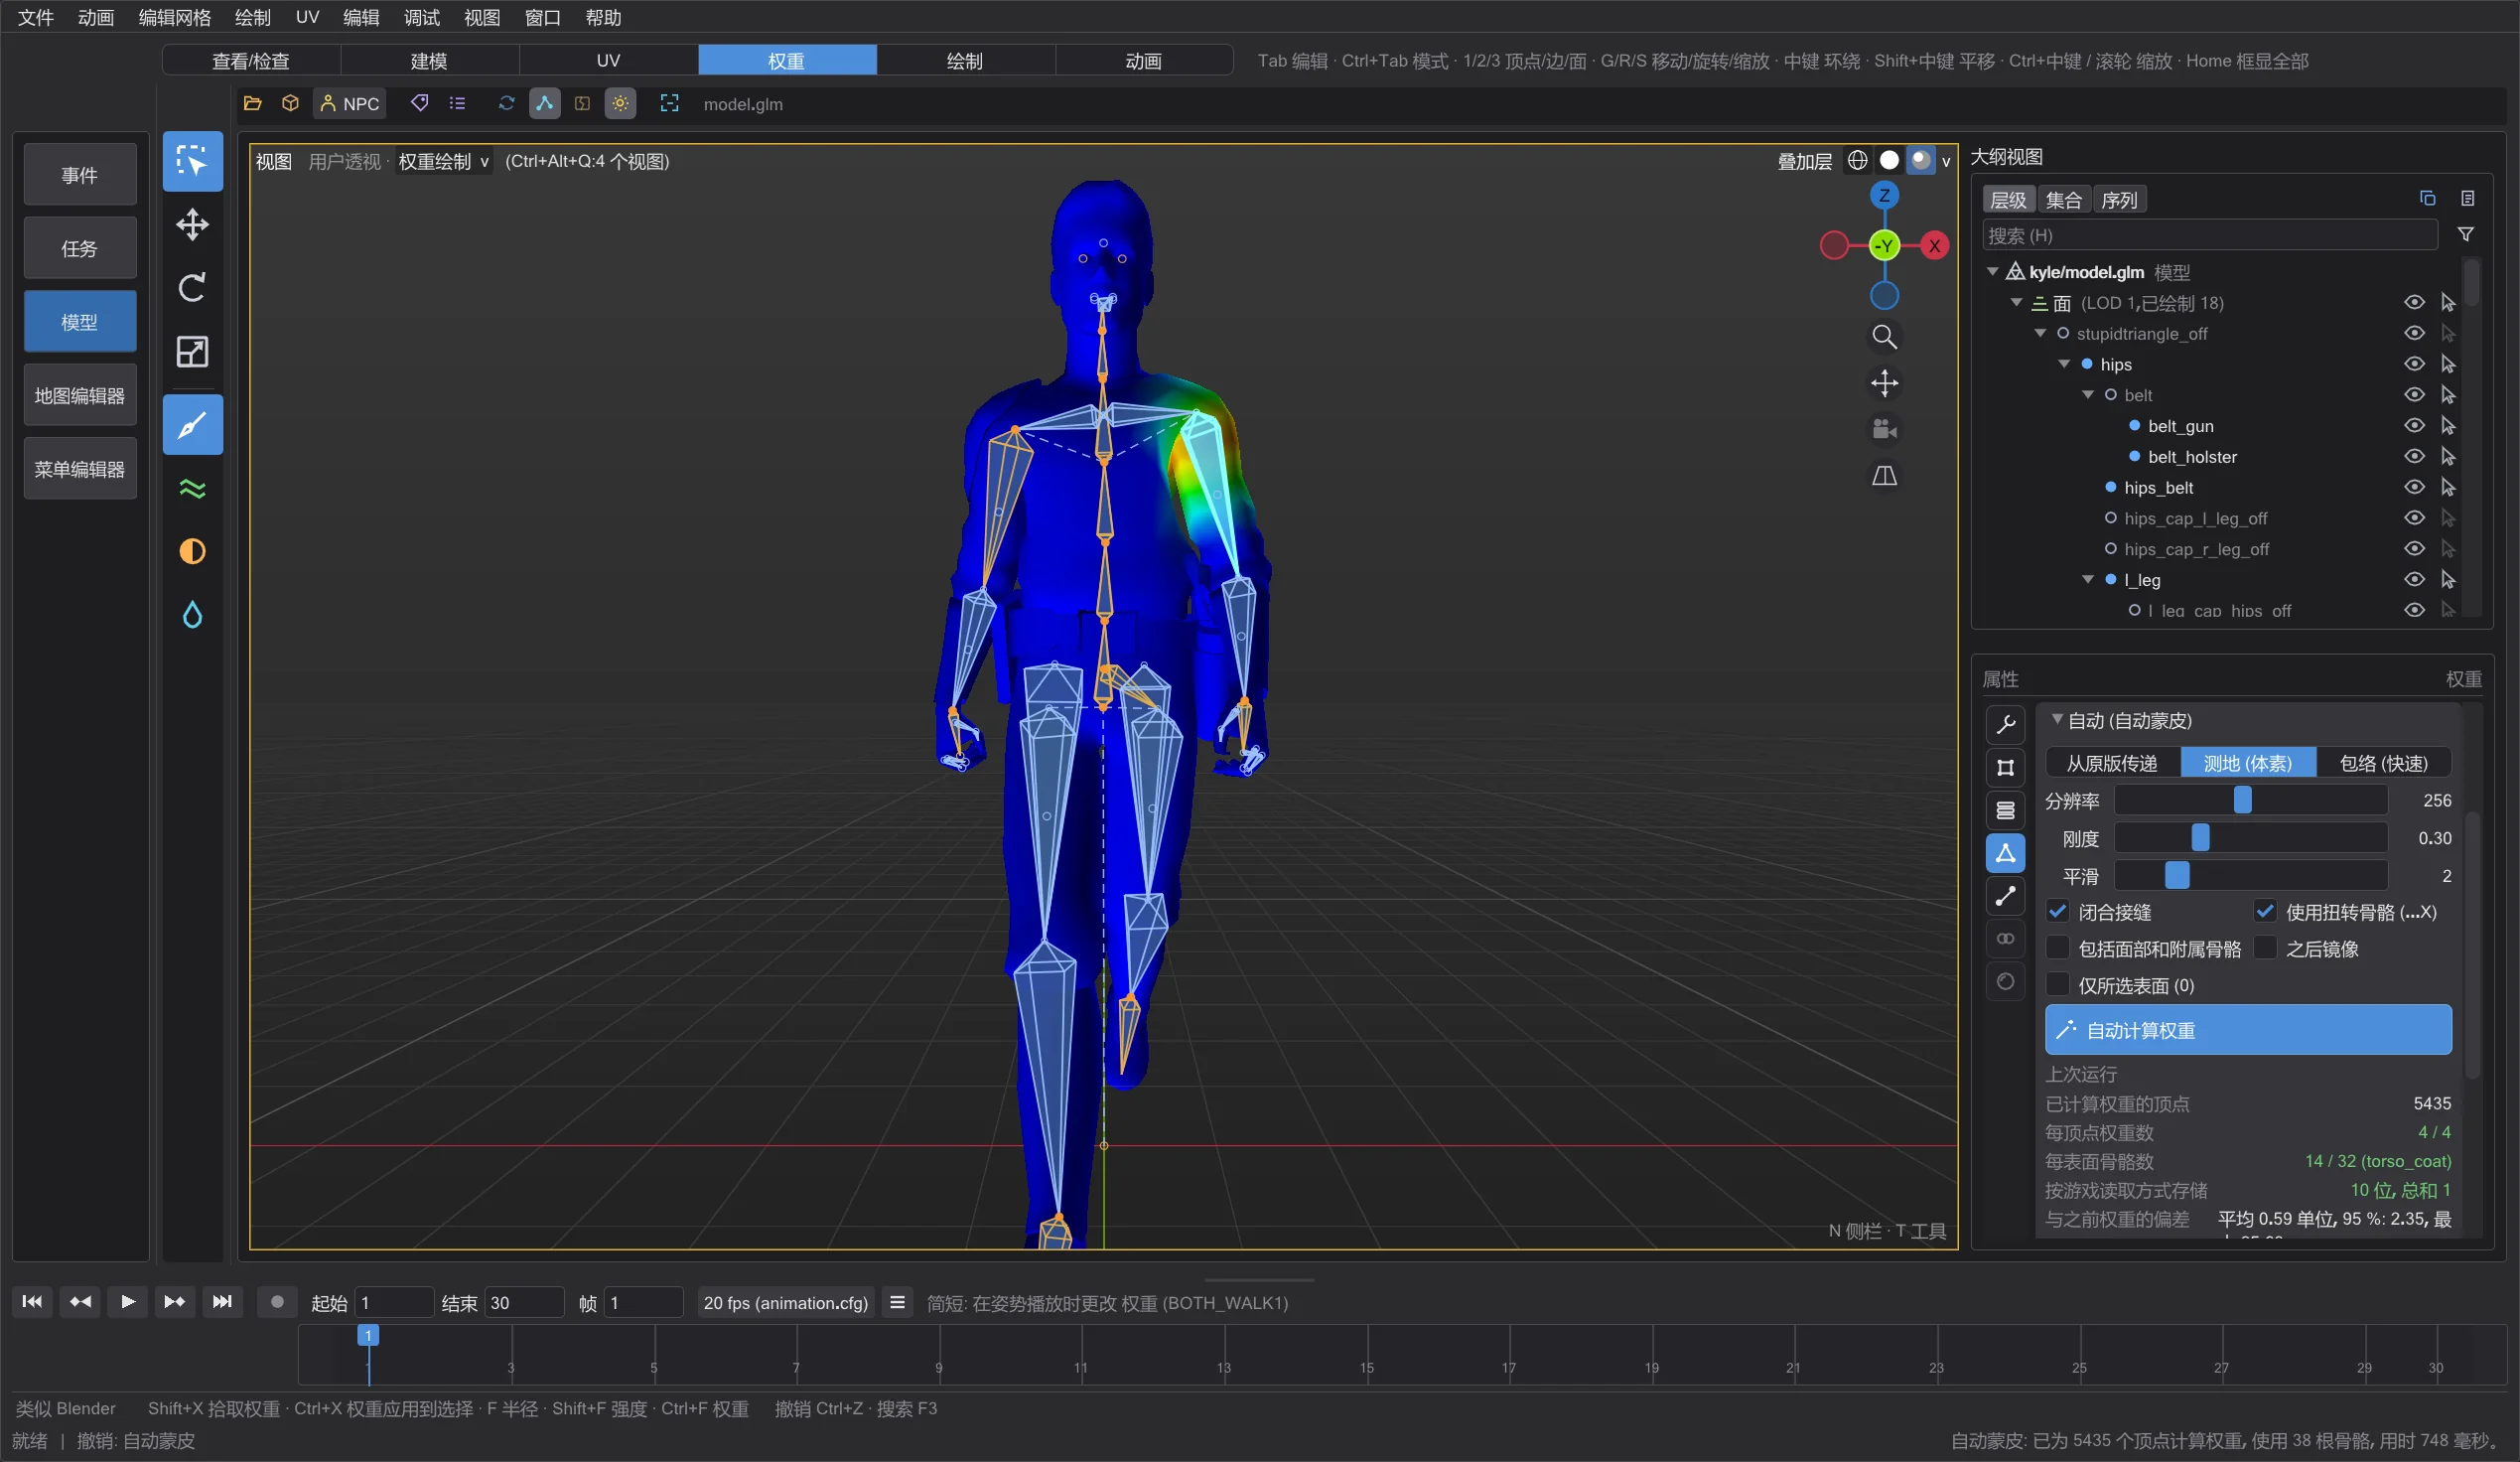 文件 动画 编辑网格 绘制 UV 编辑 调试 视图 窗口 帮助
查看/检查 建模 UV 权重 绘制 动画 Tab 编辑 · Ctrl+Tab 模式 · 1/2/3 顶点/边/面 · G/R/S 移动/旋转/缩放 · 中键 环绕 · Shift+中键 平移 · Ctrl+中键 / 滚轮 缩放 · Home 框显全部
NPC model.glm
事件
任务
模型
地图编辑器
菜单编辑器
视图 用户透视 · 权重绘制 v (Ctrl+Alt+Q:4 个视图)
叠加层 v
Z
-Y X
N 侧栏 · T 工具
大纲视图
层级 集合 序列
搜索 (H)
kyle/model.glm 模型
面 (LOD 1,已绘制 18)
stupidtriangle_off
hips
belt
belt_gun
belt_holster
hips_belt
hips_cap_l_leg_off
hips_cap_r_leg_off
l_leg
l_leg_cap_hips_off
属性 权重
自动 (自动蒙皮)
从原版传递 测地 (体素) 包络 (快速)
分辨率 256
刚度 0.30
平滑 2
闭合接缝 使用扭转骨骼 (...X)
包括面部和附属骨骼 之后镜像
仅所选表面 (0)
自动计算权重
上次运行
已计算权重的顶点 5435
每顶点权重数 4 / 4
每表面骨骼数 14 / 32 (torso_coat)
按游戏读取方式存储 10 位, 总和 1
与之前权重的偏差 平均 0.59 单位, 95 %: 2.35, 最
起始 1 结束 30 帧 1 20 fps (animation.cfg) 简短: 在姿势播放时更改 权重 (BOTH_WALK1)
1
1 3 5 7 9 11 13 15 17 19 21 23 25 27 29 30
类似 Blender Shift+X 拾取权重 · Ctrl+X 权重应用到选择 · F 半径 · Shift+F 强度 · Ctrl+F 权重 撤销 Ctrl+Z · 搜索 F3
就绪 | 撤销: 自动蒙皮
自动蒙皮: 已为 5435 个顶点计算权重, 使用 38 根骨骼, 用时 748 毫秒。